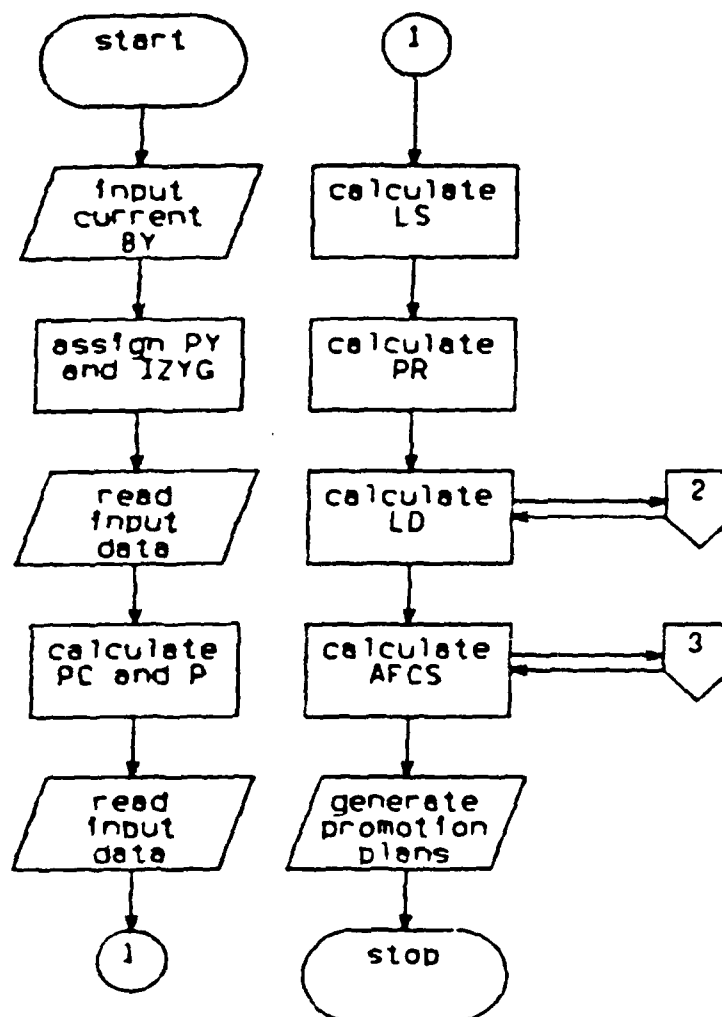 start
input
current
BY
assign PY
and IZYG
read
input
data
calculate
PC and P
read
input
data
1
1
calculate
LS
calculate
PR
calculate
LD
2
calculate
AFCS
3
generate
promotion
plans
stop